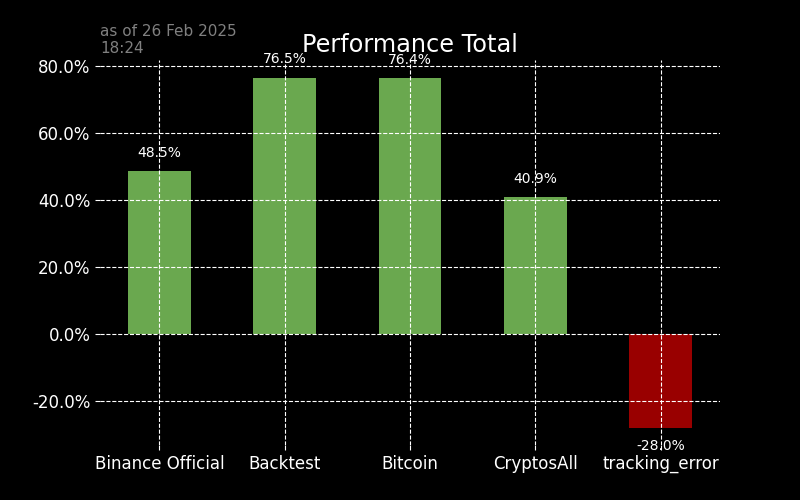 as of 26 Feb 2025
18:24
Performance Total
76.5%
76.4%
80.0%
60.0%
48.5%
40.9%
40.0%
20.0%
0.0%
-20.0%
-28.0%
Binance Official
Backtest
Bitcoin
CryptosAll
tracking_error